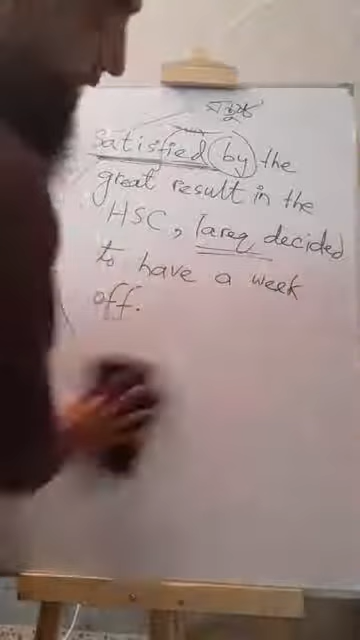 Satisfied by the
great result in the
HSC, Tareq decided
to have a week
off.